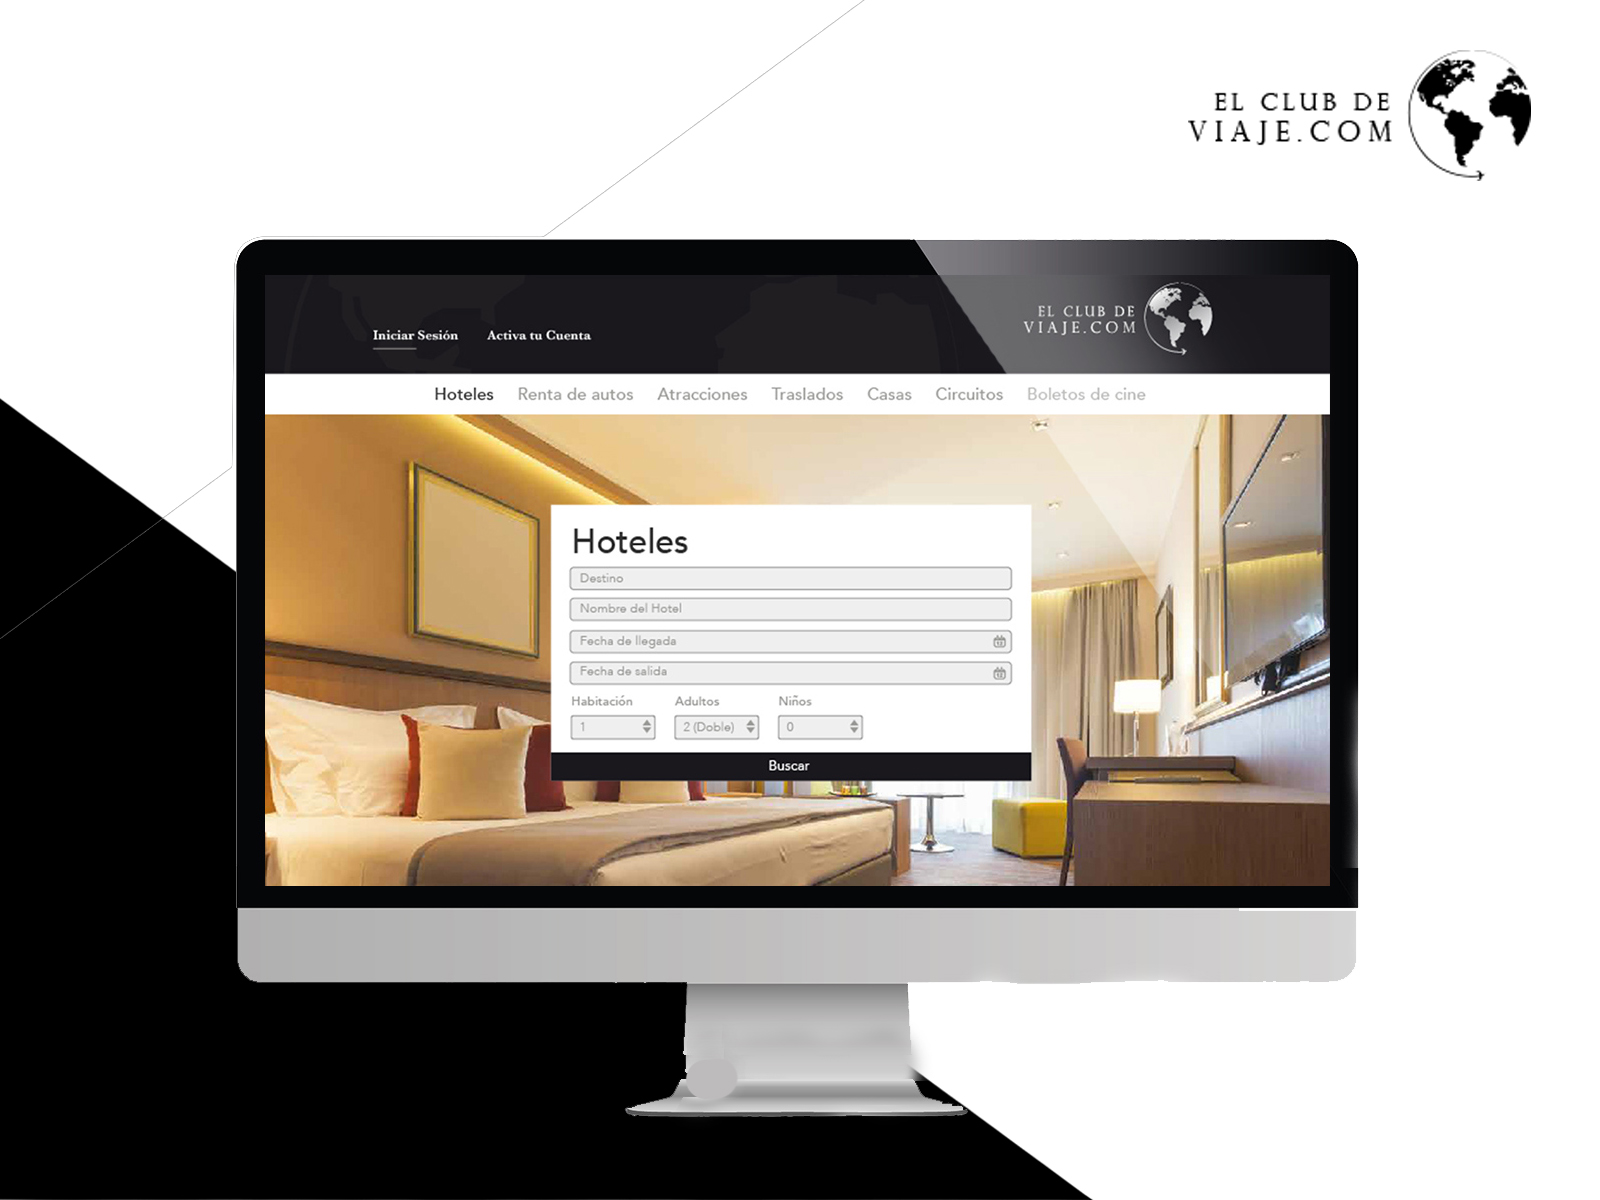 EL CLUB DE
VIAJE.COM
EL CLUB DE
VIAJE.COM
Iniciar Sesión Activa tu Cuenta
Hoteles Renta de autos Atracciones Traslados Casas Circuitos Boletos de cine
Hoteles
Destino
Nombre del Hotel
Fecha de llegada
Fecha de salida
Habitación Adultos Niños
1 2 (Doble) 0
Buscar